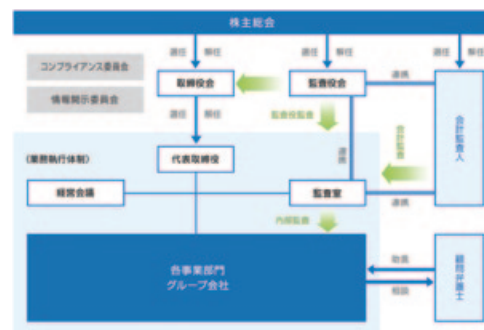 株主総会
選任 解任
選任 解任
選任 解任
コンプライアンス委員会
取締役会
監査役会
連携
情報開示委員会
選任 解任
監査役監査
会計監査人
会計監査
(業務執行体制)
代表取締役
連携
経営会議
監査室
連携
内部監査
各事業部門
グループ会社
助言
相談
顧問弁護士